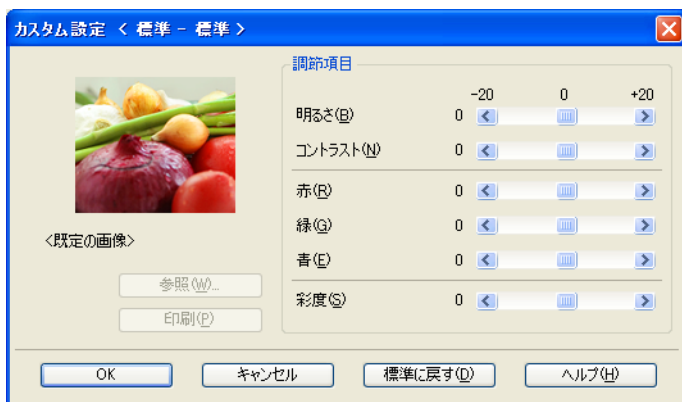 カスタム設定 < 標準 - 標準 >
調節項目
-20 0 +20
明るさ(B) 0
コントラスト(N) 0
赤(R) 0
緑(G) 0
青(E) 0
彩度(S) 0
<既定の画像>
参照(W)...
印刷(P)
OK キャンセル 標準に戻す(D) ヘルプ(H)